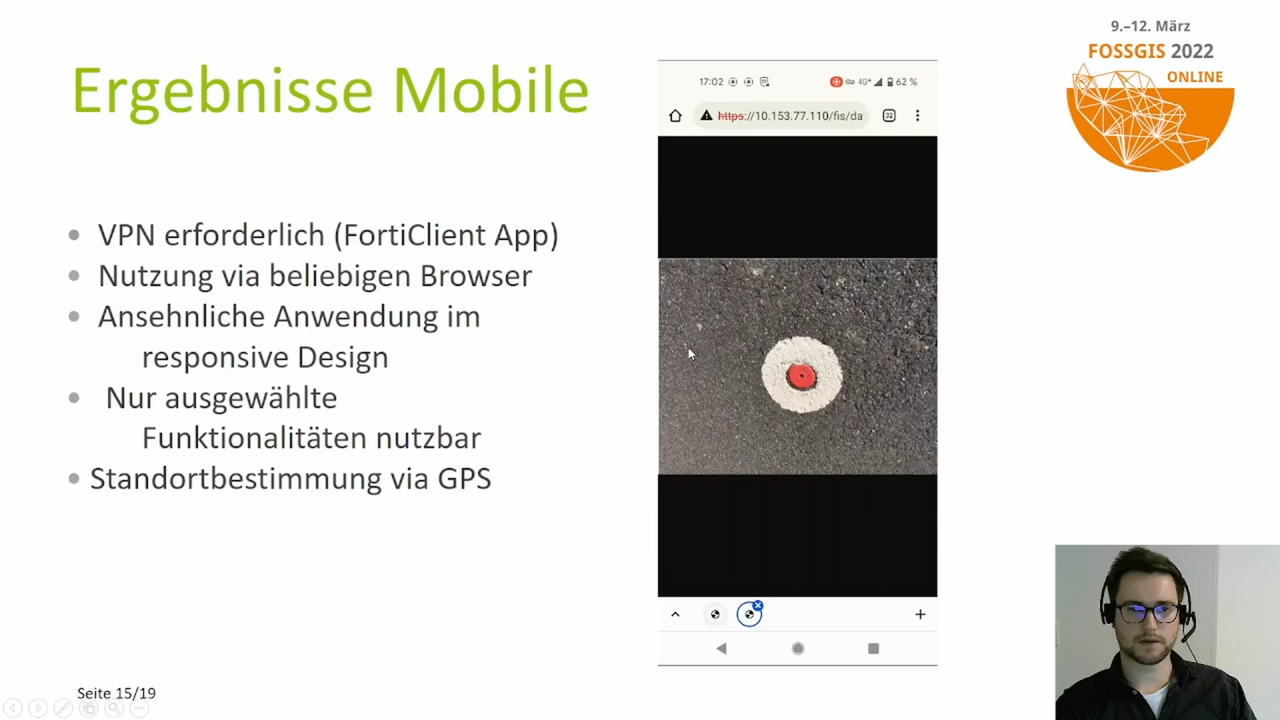 9.–12. März
FOSSGIS 2022
ONLINE
Ergebnisse Mobile
VPN erforderlich (FortiClient App)
Nutzung via beliebigen Browser
Ansehnliche Anwendung im
responsive Design
Nur ausgewählte
Funktionalitäten nutzbar
Standortbestimmung via GPS
17:02 4G+ 62 %
https://10.153.77.110/fis/da
Seite 15/19